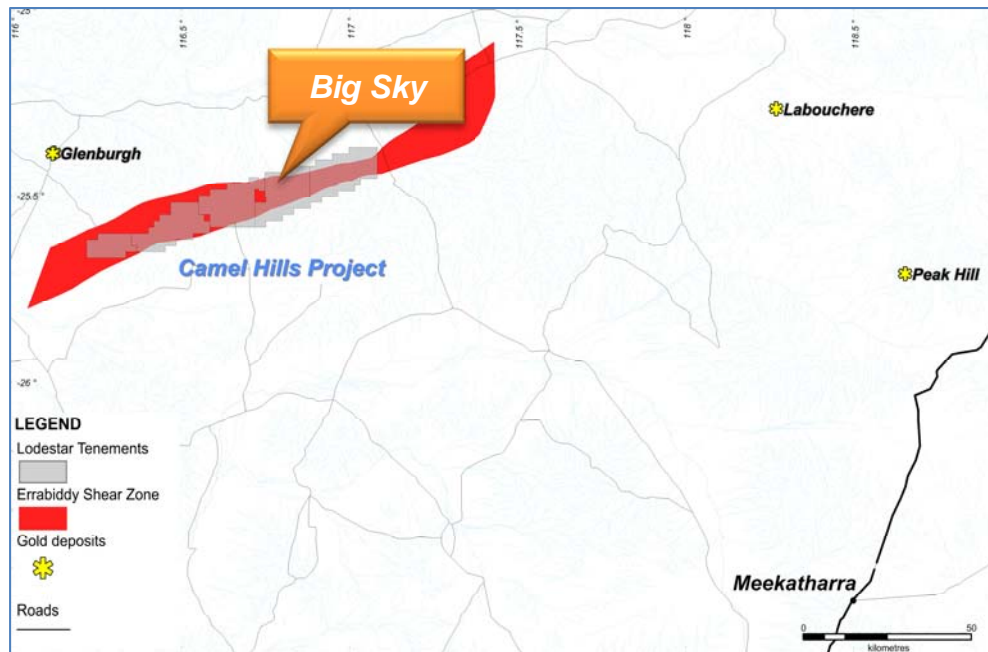 -25°
116 °
116.5 °
117 °
117.5 °
118 °
118.5 °
Big Sky
Labouchere
Glenburgh
-25.5 °
Camel Hills Project
Peak Hill
-26 °
LEGEND
Lodestar Tenements
Errabiddy Shear Zone
Gold deposits
Roads
Meekatharra
0
50
kilometres